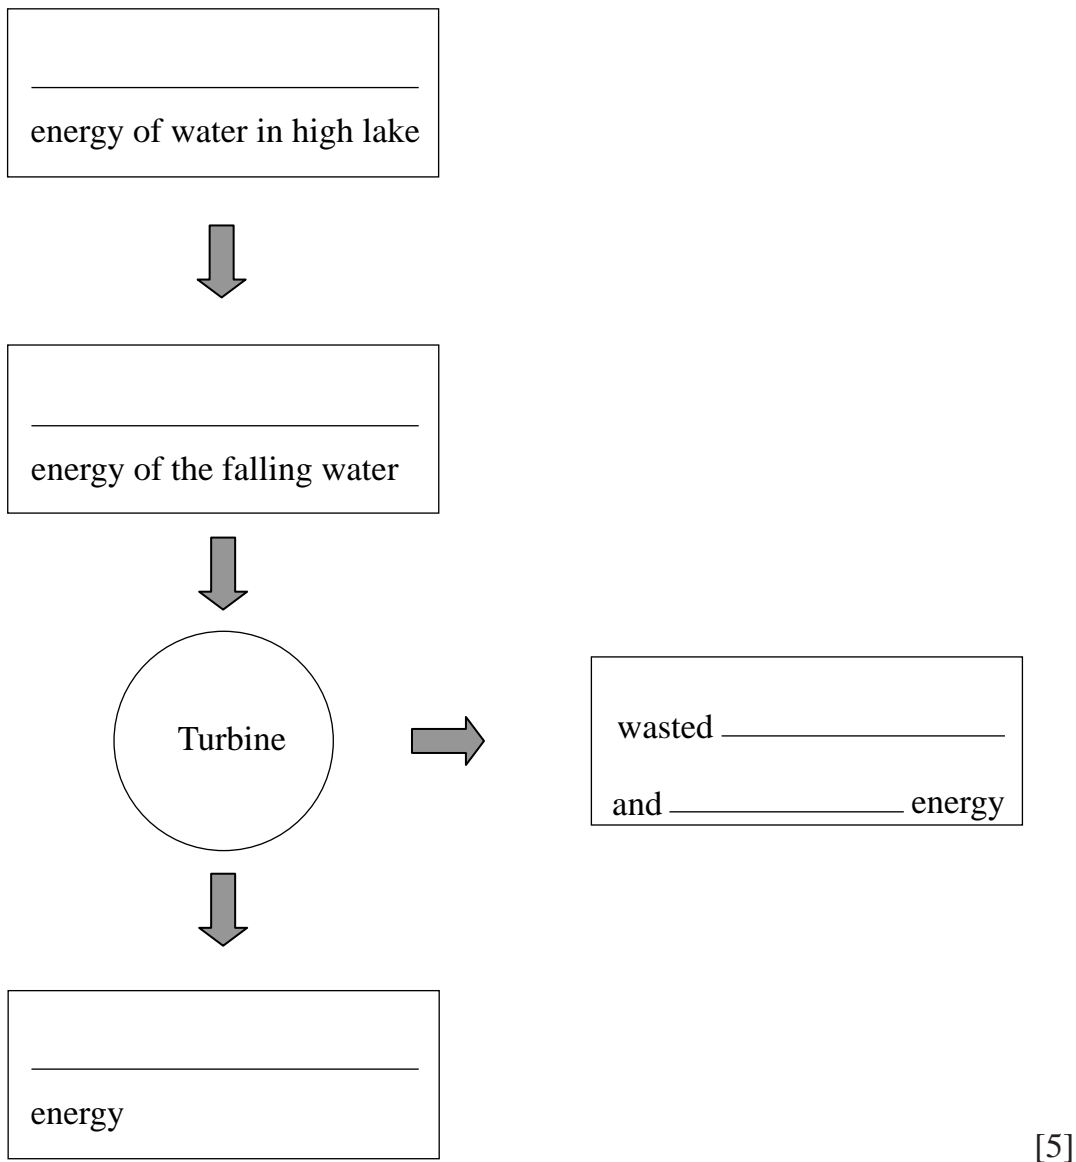 energy of water in high lake
energy of the falling water
Turbine
wasted
and energy
energy
[5]